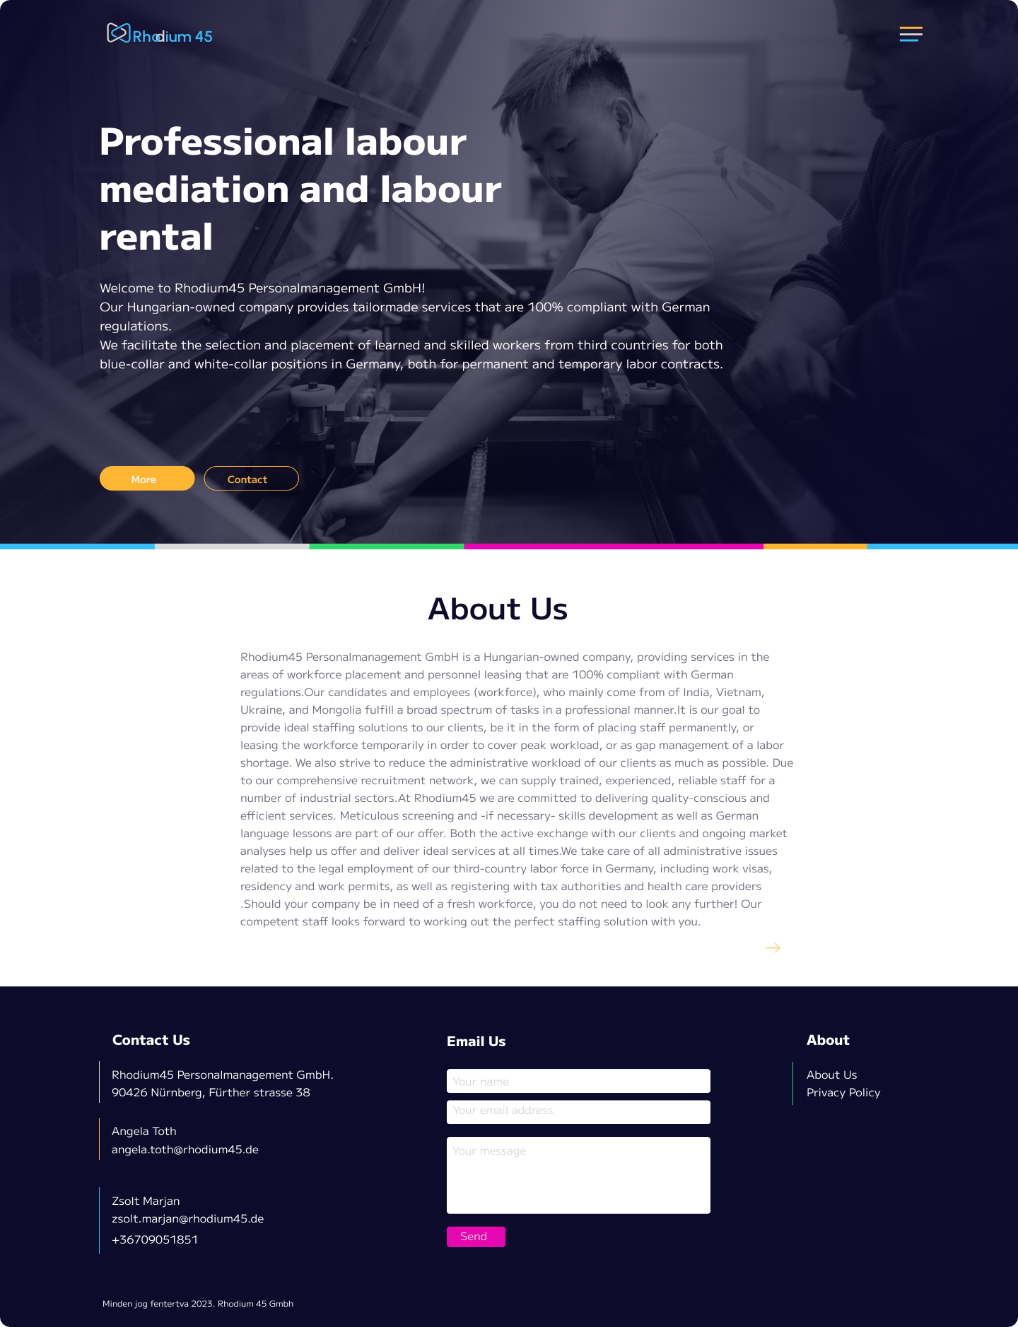 Rhodium 45
Professional labour
mediation and labour
rental
Welcome to Rhodium45 Personalmanagement GmbH!
Our Hungarian-owned company provides tailormade services that are 100% compliant with German
regulations.
We facilitate the selection and placement of learned and skilled workers from third countries for both
blue-collar and white-collar positions in Germany, both for permanent and temporary labor contracts.
More
Contact
About Us
Rhodium45 Personalmanagement GmbH is a Hungarian-owned company, providing services in the
areas of workforce placement and personnel leasing that are 100% compliant with German
regulations.Our candidates and employees (workforce), who mainly come from of India, Vietnam,
Ukraine, and Mongolia fulfill a broad spectrum of tasks in a professional manner.It is our goal to
provide ideal staffing solutions to our clients, be it in the form of placing staff permanently, or
leasing the workforce temporarily in order to cover peak workload, or as gap management of a labor
shortage. We also strive to reduce the administrative workload of our clients as much as possible. Due
to our comprehensive recruitment network, we can supply trained, experienced, reliable staff for a
number of industrial sectors.At Rhodium45 we are committed to delivering quality-conscious and
efficient services. Meticulous screening and -if necessary- skills development as well as German
language lessons are part of our offer. Both the active exchange with our clients and ongoing market
analyses help us offer and deliver ideal services at all times.We take care of all administrative issues
related to the legal employment of our third-country labor force in Germany, including work visas,
residency and work permits, as well as registering with tax authorities and health care providers
.Should your company be in need of a fresh workforce, you do not need to look any further! Our
competent staff looks forward to working out the perfect staffing solution with you.
Contact Us
Rhodium45 Personalmanagement GmbH.
90426 Nürnberg, Fürther strasse 38
Angela Toth
angela.toth@rhodium45.de
Zsolt Marjan
zsolt.marjan@rhodium45.de
+36709051851
Email Us
Your name
Your email address
Your message
Send
About
About Us
Privacy Policy
Minden jog fentertva 2023. Rhodium 45 Gmbh